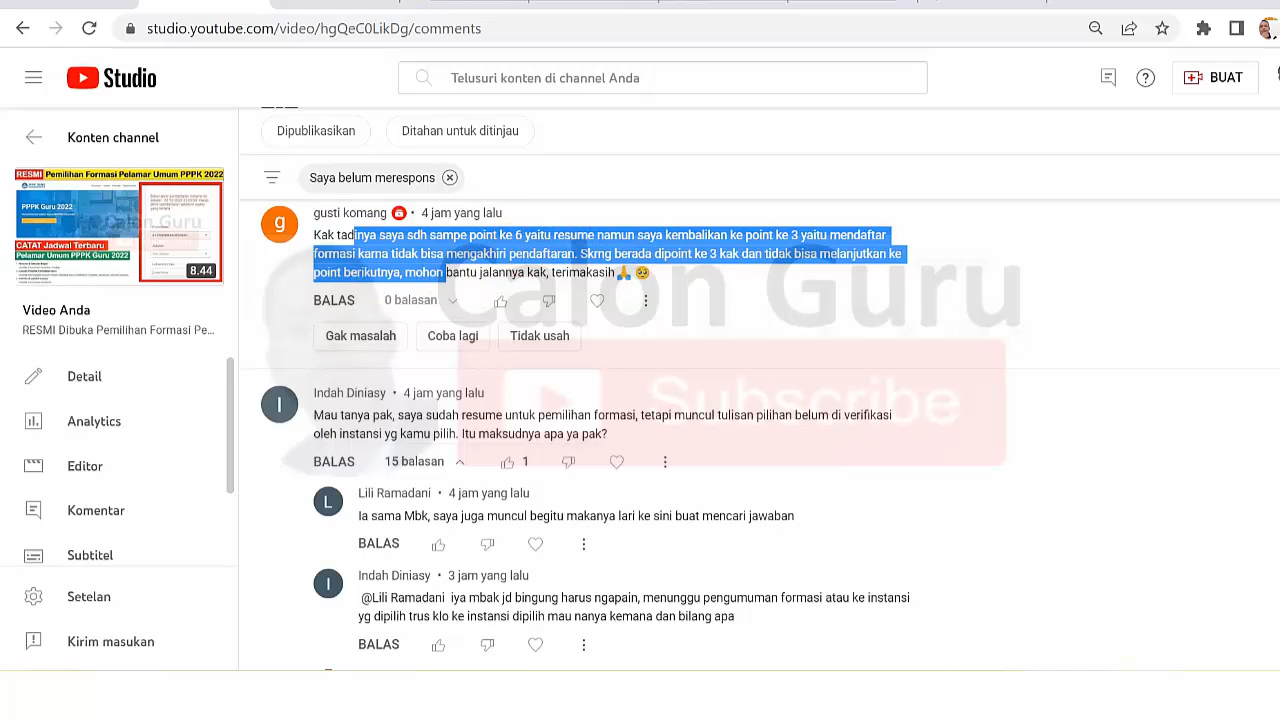 studio.youtube.com/video/hgQeC0LikDg/comments
Studio
Telusuri konten di channel Anda
BUAT
Konten channel
Dipublikasikan
Ditahan untuk ditinjau
Saya belum merespons
RESMI Pemilihan Formasi Pelamar Umum PPPK 2022
PPPK Guru 2022
Calon Guru
CATAT Jadwal Terbaru
Pelamar Umum PPPK Guru 2022
8.44
Video Anda
RESMI Dibuka Pemilihan Formasi Pe...
Detail
Analytics
Editor
Komentar
Subtitel
Setelan
Kirim masukan
g
gusti komang • 4 jam yang lalu
Kak tadinya saya sdh sampe point ke 6 yaitu resume namun saya kembalikan ke point ke 3 yaitu mendaftar
formasi karna tidak bisa mengakhiri pendaftaran. Skrng berada dipoint ke 3 kak dan tidak bisa melanjutkan ke
point berikutnya, mohon bantu jalannya kak, terimakasih🙏🥺
BALAS 0 balasan
Gak masalah Coba lagi Tidak usah
Calon Guru
Subscribe
I
Indah Diniasy • 4 jam yang lalu
Mau tanya pak, saya sudah resume untuk pemilihan formasi, tetapi muncul tulisan pilihan belum di verifikasi
oleh instansi yg kamu pilih. Itu maksudnya apa ya pak?
BALAS 15 balasan 1
L
Lili Ramadani • 4 jam yang lalu
Ia sama Mbk, saya juga muncul begitu makanya lari ke sini buat mencari jawaban
BALAS
I
Indah Diniasy • 3 jam yang lalu
@Lili Ramadani iya mbak jd bingung harus ngapain, menunggu pengumuman formasi atau ke instansi
yg dipilih trus klo ke instansi dipilih mau nanya kemana dan bilang apa
BALAS